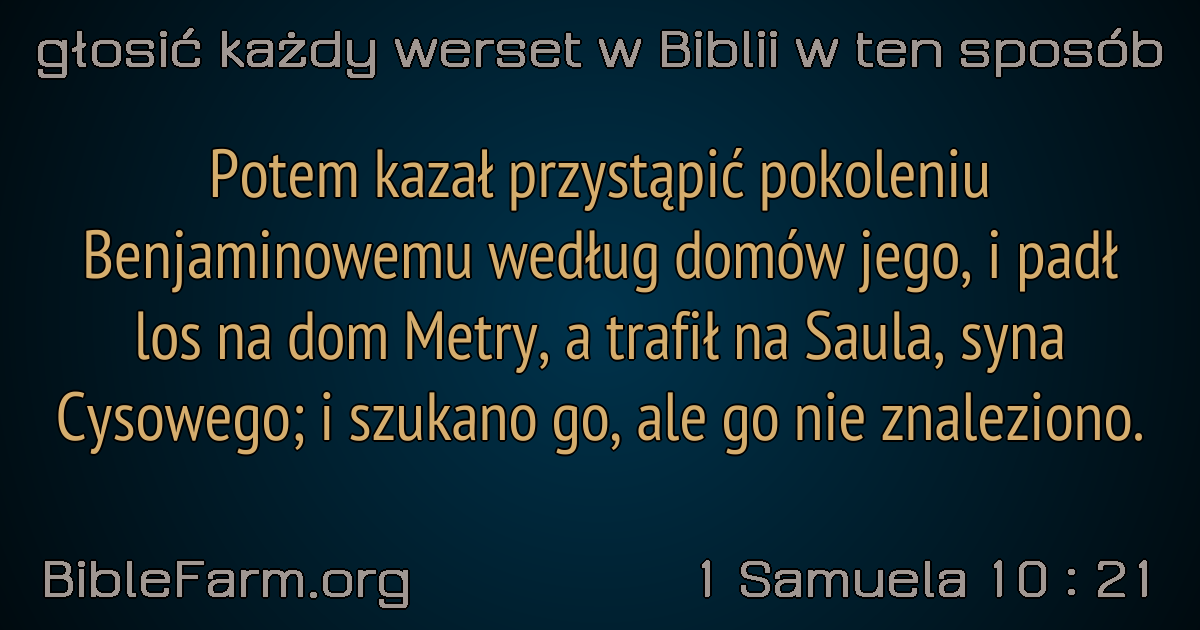 głosić każdy werset w Biblii w ten sposób
Potem kazał przystąpić pokoleniu
Benjaminowemu według domów jego, i padł
los na dom Metry, a trafił na Saula, syna
Cysowego; i szukano go, ale go nie znaleziono.
BibleFarm.org
1 Samuela 10 : 21